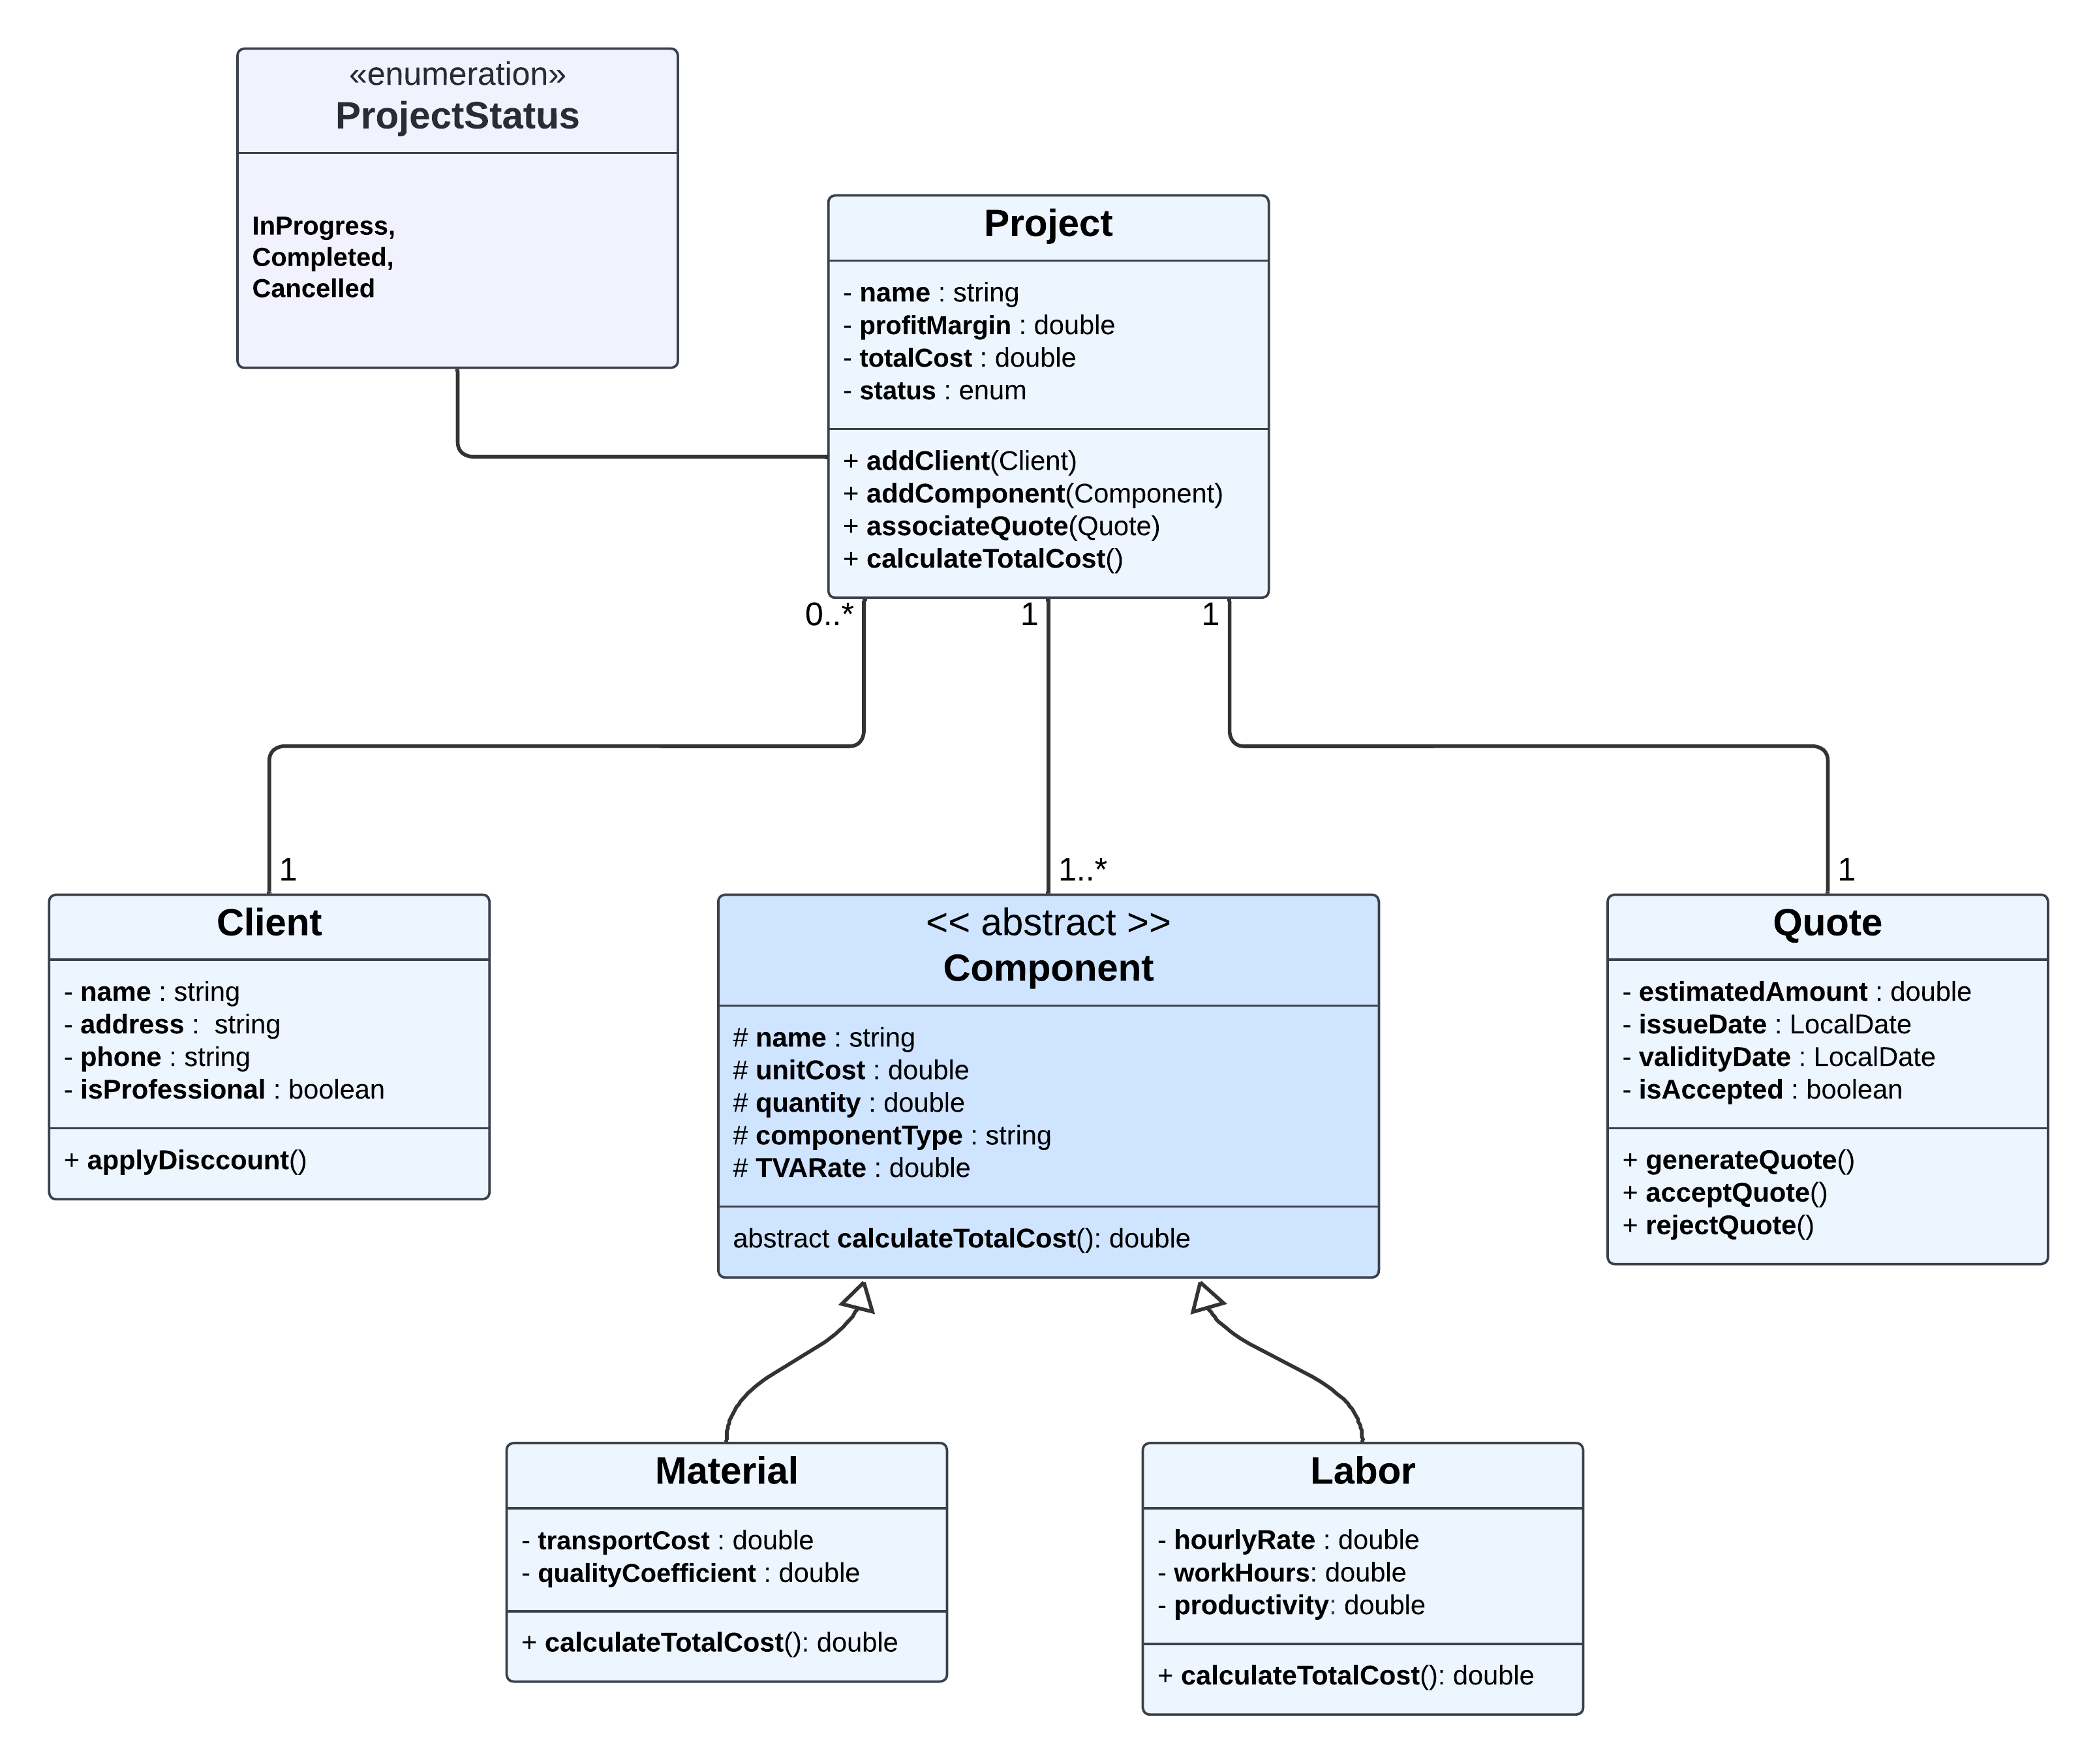 «enumeration»
ProjectStatus
InProgress,
Completed,
Cancelled
Project
- name : string
- profitMargin : double
- totalCost : double
- status : enum
+ addClient(Client)
+ addComponent(Component)
+ associateQuote(Quote)
+ calculateTotalCost()
0..*
1
1
1
1..*
1
Client
- name : string
- address :  string
- phone : string
- isProfessional : boolean
+ applyDisccount()
<< abstract >>
Component
# name : string
# unitCost : double
# quantity : double
# componentType : string
# TVARate : double
abstract calculateTotalCost(): double
Quote
- estimatedAmount : double
- issueDate : LocalDate
- validityDate : LocalDate
- isAccepted : boolean
+ generateQuote()
+ acceptQuote()
+ rejectQuote()
Material
- transportCost : double
- qualityCoefficient : double
+ calculateTotalCost(): double
Labor
- hourlyRate : double
- workHours: double
- productivity: double
+ calculateTotalCost(): double